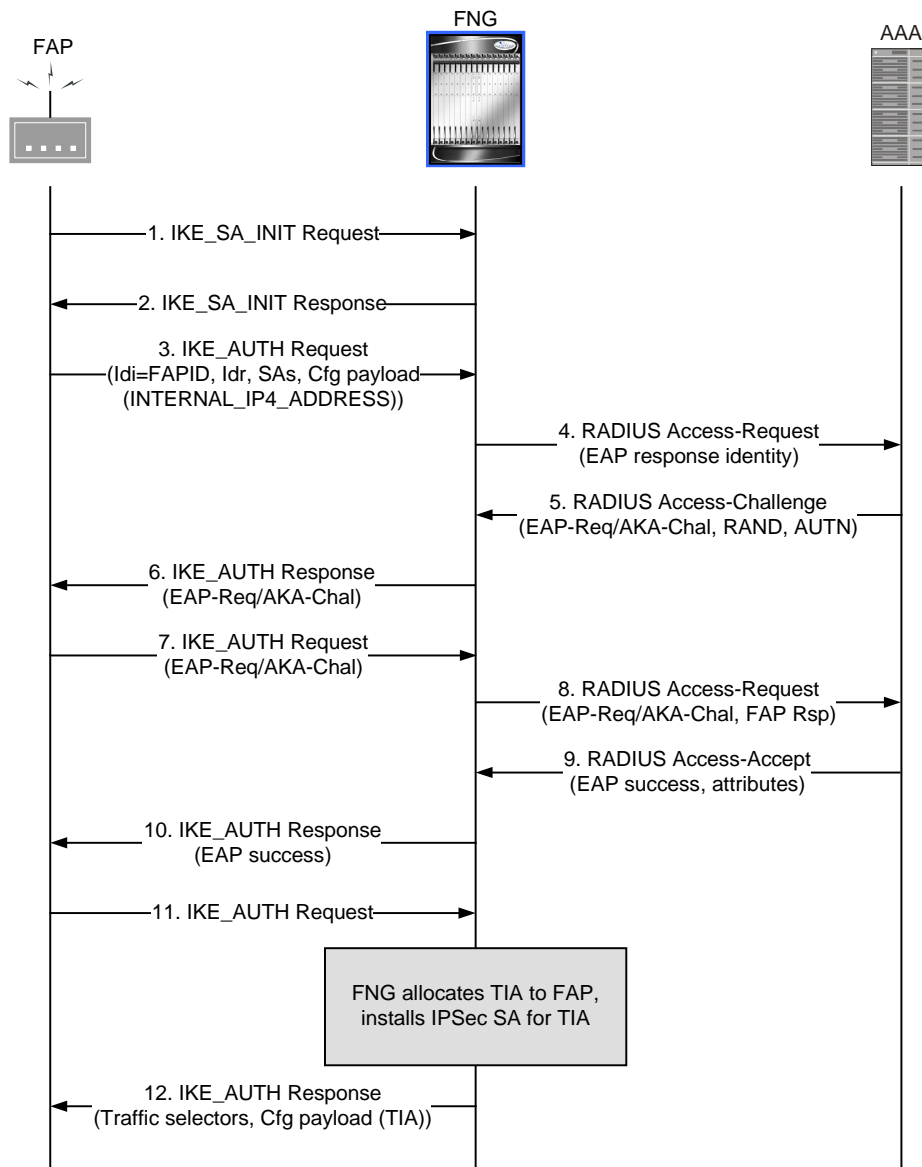 FNG
FAP
AAA
1. IKE_SA_INIT Request
2. IKE_SA_INIT Response
3. IKE_AUTH Request
(Idi=FAPID, Idr, SAs, Cfg payload
(INTERNAL_IP4_ADDRESS))
4. RADIUS Access-Request
(EAP response identity)
5. RADIUS Access-Challenge
(EAP-Req/AKA-Chal, RAND, AUTN)
6. IKE_AUTH Response
(EAP-Req/AKA-Chal)
7. IKE_AUTH Request
(EAP-Req/AKA-Chal)
8. RADIUS Access-Request
(EAP-Req/AKA-Chal, FAP Rsp)
9. RADIUS Access-Accept
(EAP success, attributes)
10. IKE_AUTH Response
(EAP success)
11. IKE_AUTH Request
FNG allocates TIA to FAP,
installs IPSec SA for TIA
12. IKE_AUTH Response
(Traffic selectors, Cfg payload (TIA))